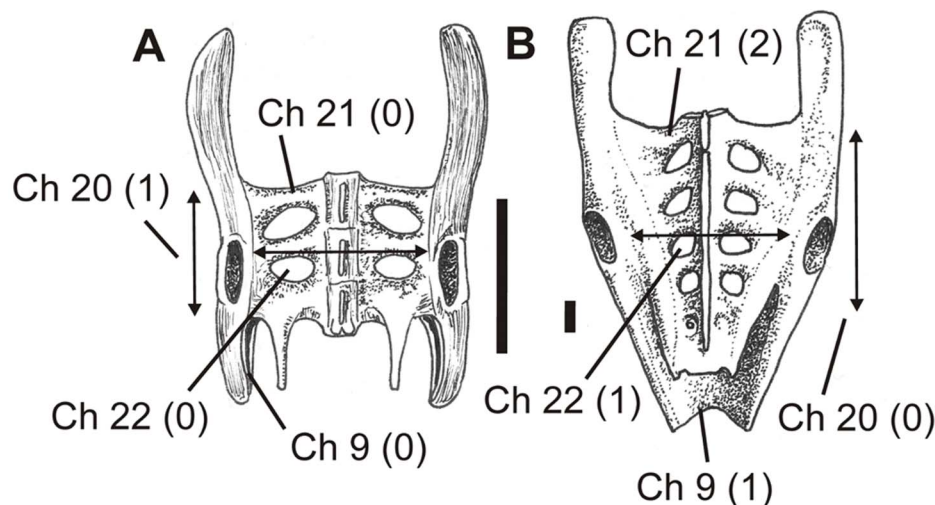 A
Ch 21 (0)
Ch 20 (1)
Ch 22 (0)
Ch 9 (0)
B
Ch 21 (2)
Ch 22 (1)
Ch 20 (0)
Ch 9 (1)